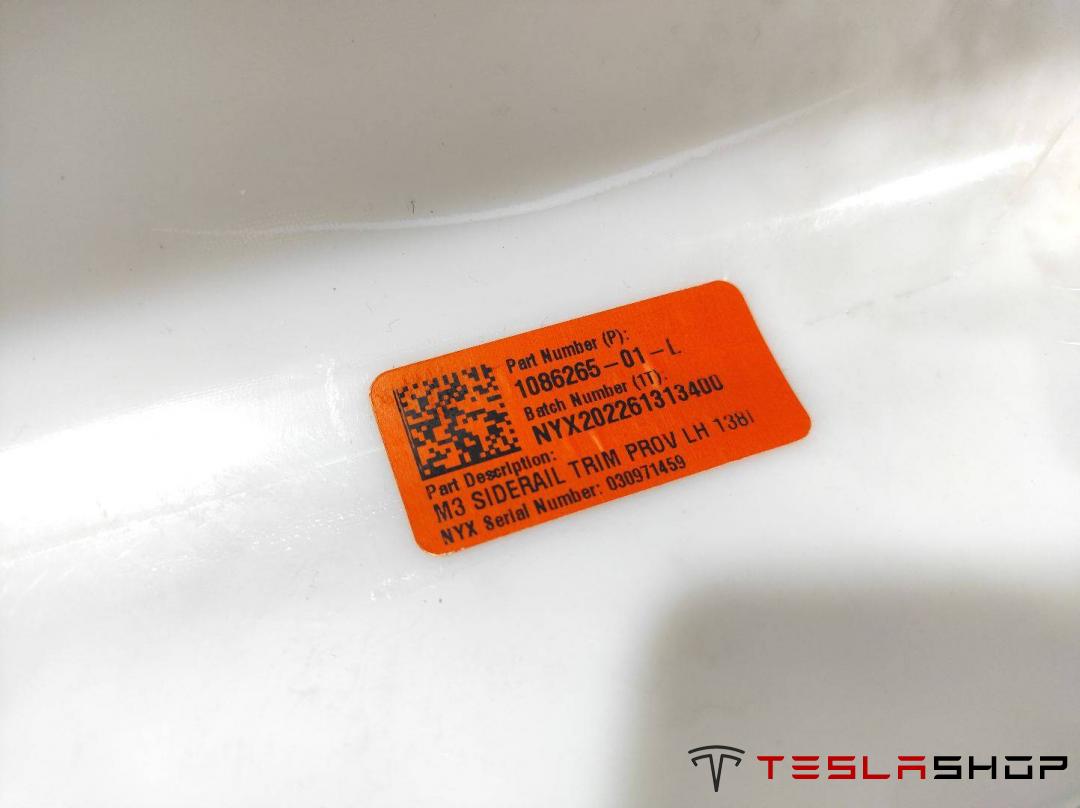 Part Number (P):
1086265-01-L
Batch Number (1T):
NYX202261313400
Part Description:
M3 SIDERAIL TRIM PROV LH
NYX Serial Number: 030971459
TESLASHOP